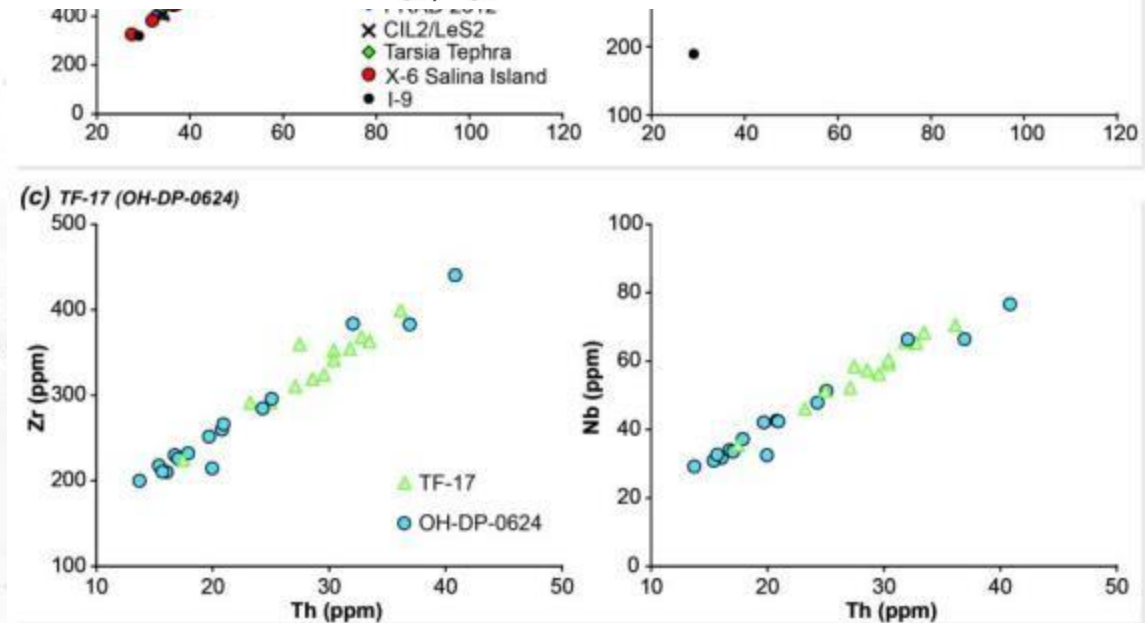 400
CIL2/LeS2
Tarsia Tephra
200
X-6 Salina Island
I-9
0
20 40 60 80 100 120
200
100
20 40 60 80 100 120
(c) TF-17 (OH-DP-0624)
500
400
300
200
100
Zr (ppm)
TF-17
OH-DP-0624
10 20 30 40 50
Th (ppm)
100
80
60
40
20
0
Nb (ppm)
10 20 30 40 50
Th (ppm)